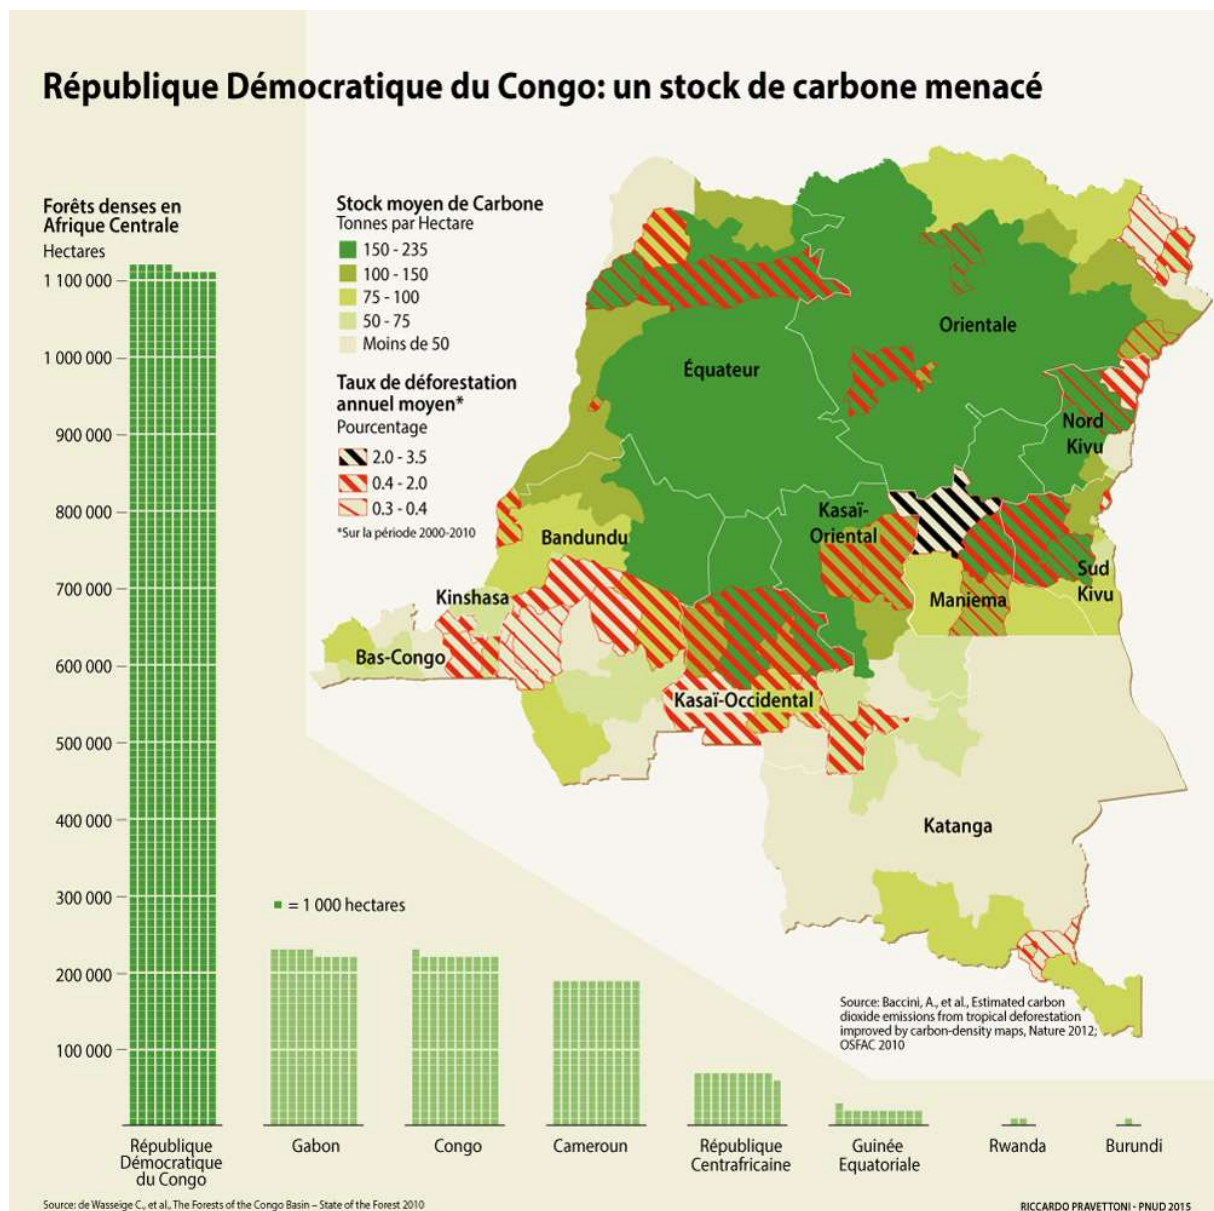 République Démocratique du Congo: un stock de carbone menacé
Forêts denses en
Afrique Centrale
Hectares
1 100 000
1 000 000
900 000
800 000
700 000
600 000
500 000
400 000
300 000
200 000
100 000
Stock moyen de Carbone
Tonnes par Hectare
150 - 235
100 - 150
75 - 100
50 - 75
Moins de 50
Taux de déforestation
annuel moyen*
Pourcentage
2.0 - 3.5
0.4 - 2.0
0.3 - 0.4
*Sur la période 2000-2010
Orientale
Équateur
Nord
Kivu
Kasaï-
Oriental
Bandundu
Sud
Kivu
Kinshasa
Maniema
Bas-Congo
Kasaï-Occidental
Katanga
= 1 000 hectares
Source: Baccini, A., et al., Estimated carbon
dioxide emissions from tropical deforestation
improved by carbon-density maps, Nature 2012;
OSFAC 2010
République
Démocratique
du Congo
Gabon
Congo
Cameroun
République
Centrafricaine
Guinée
Equatoriale
Rwanda
Burundi
Source: de Wasseige C., et al., The Forests of the Congo Basin – State of the Forest 2010
RICCARDO PRAVETTONI - PNUD 2015